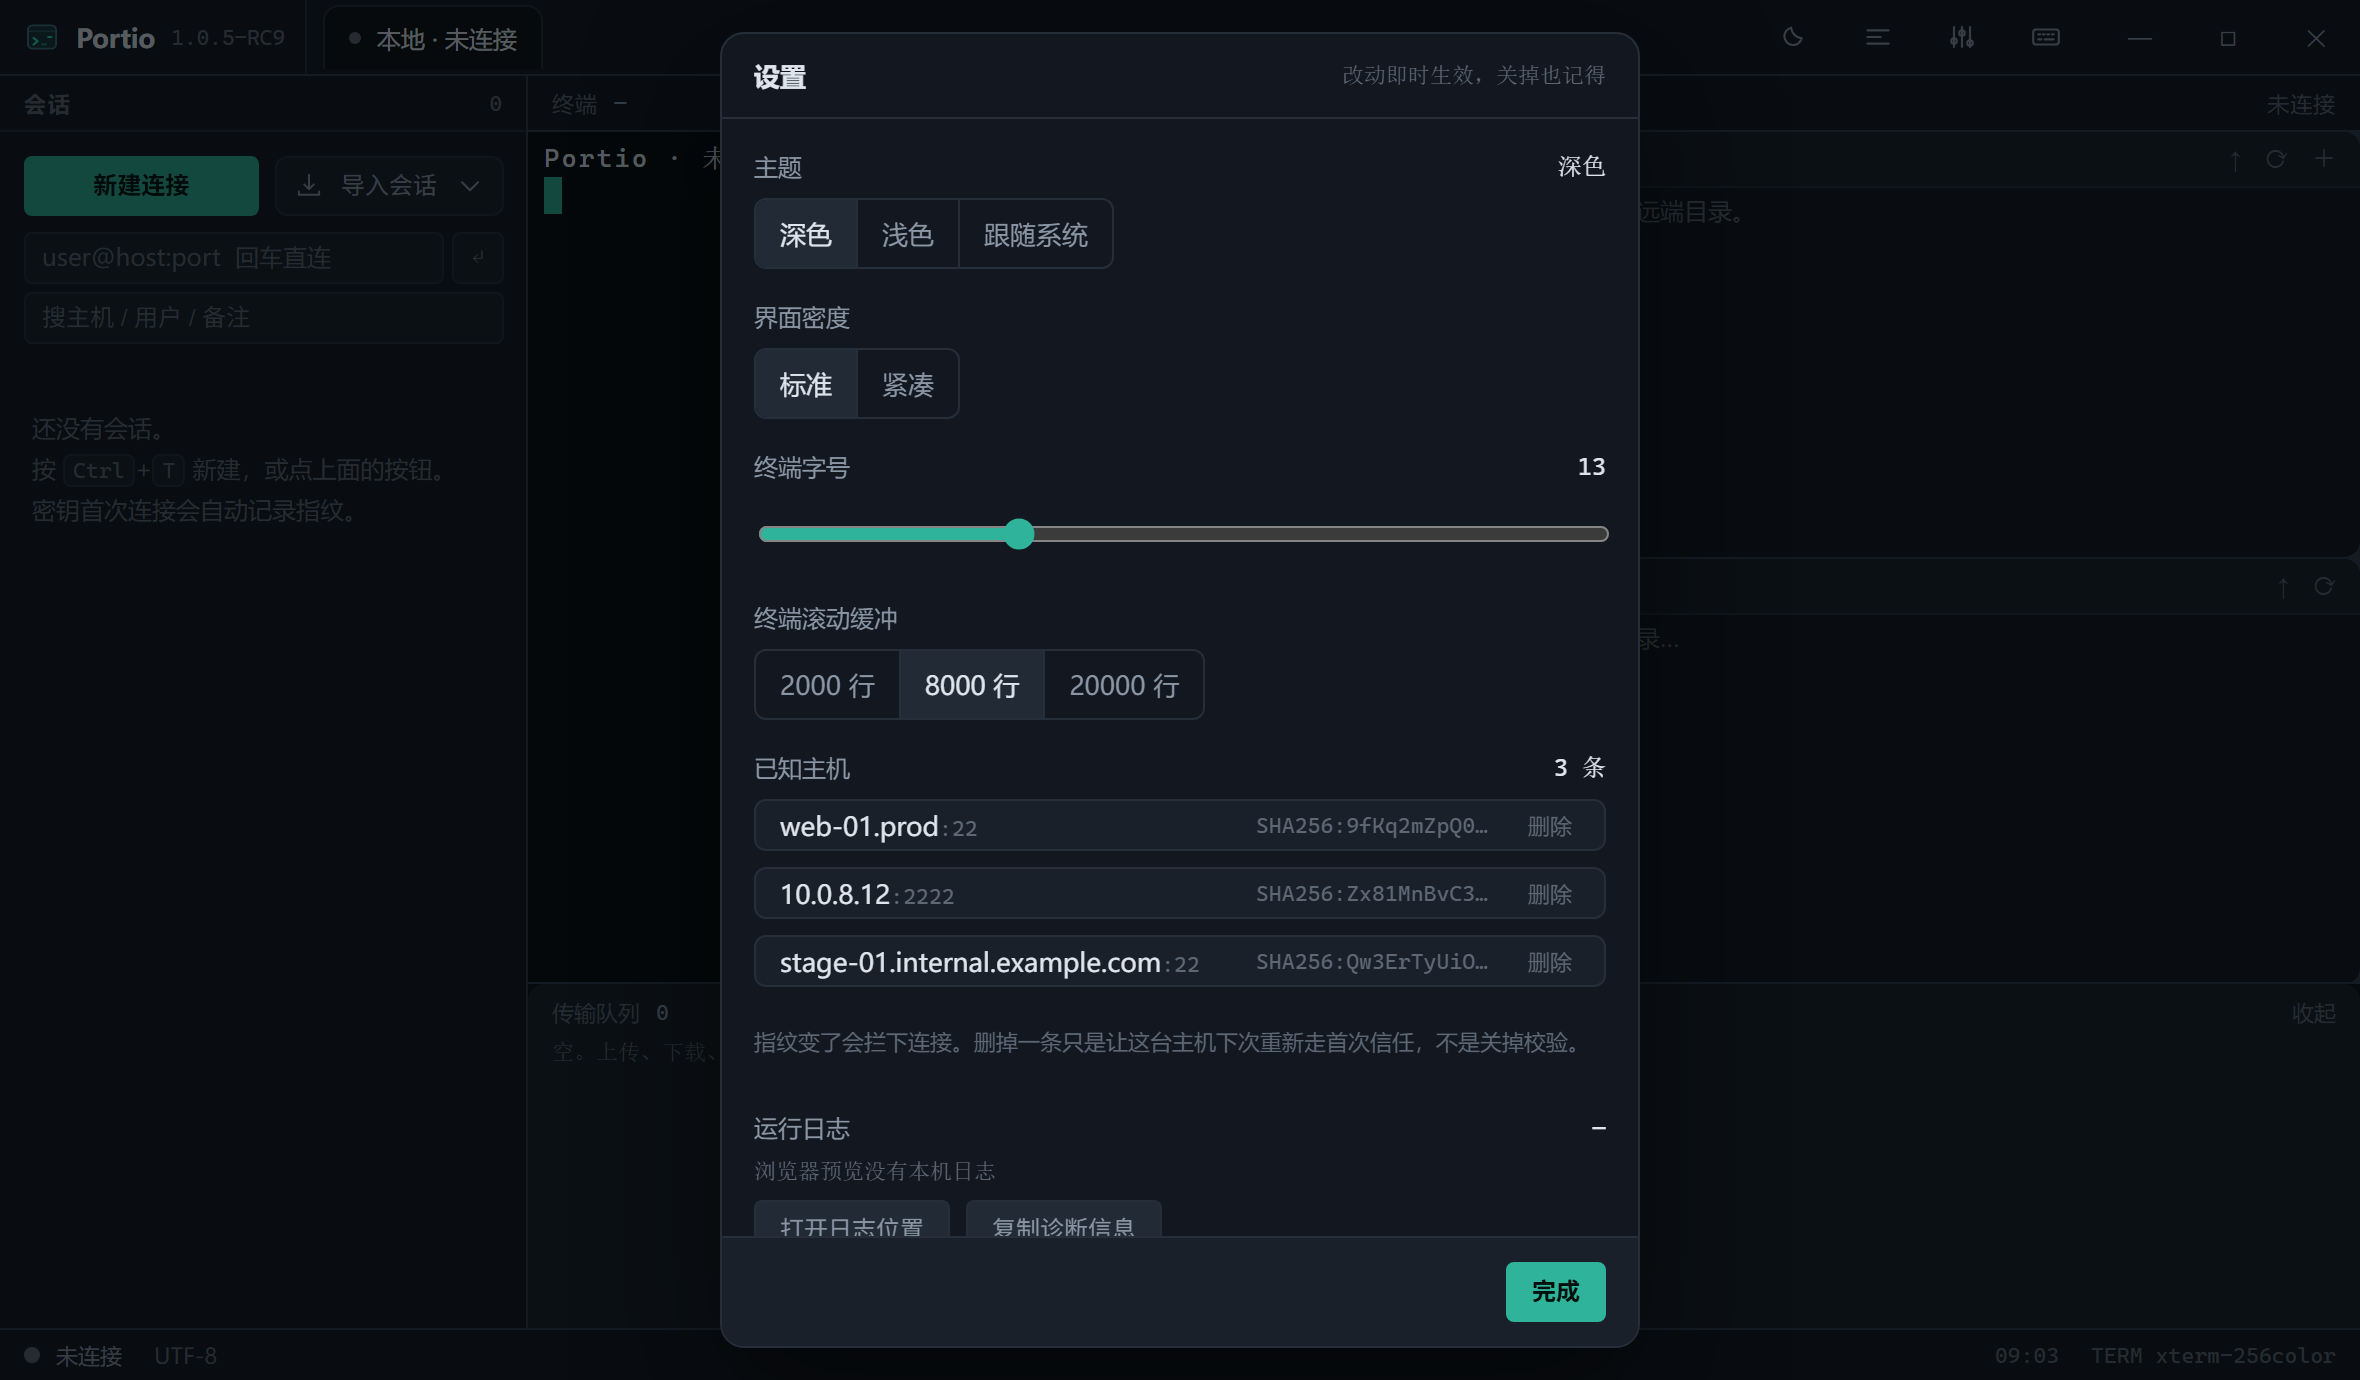 Portio 1.0.5-RC9
本地 · 未连接
会话 0
新建连接
导入会话
user@host:port 回车直连
搜主机 / 用户 / 备注
还没有会话。
按 Ctrl+T 新建，或点上面的按钮。
密钥首次连接会自动记录指纹。
终端 —
未连接
Portio · 未
远端目录。
录...
传输队列 0
收起
空。上传、下载、
设置
改动即时生效，关掉也记得
主题
深色
深色 浅色 跟随系统
界面密度
标准 紧凑
终端字号
13
终端滚动缓冲
2000 行 8000 行 20000 行
已知主机
3 条
web-01.prod:22 SHA256:9fKq2mZpQ0… 删除
10.0.8.12:2222 SHA256:Zx81MnBvC3… 删除
stage-01.internal.example.com:22 SHA256:Qw3ErTyUiO… 删除
指纹变了会拦下连接。删掉一条只是让这台主机下次重新走首次信任，不是关掉校验。
运行日志
—
浏览器预览没有本机日志
打开日志位置 复制诊断信息
完成
未连接 UTF-8
09:03 TERM xterm-256color